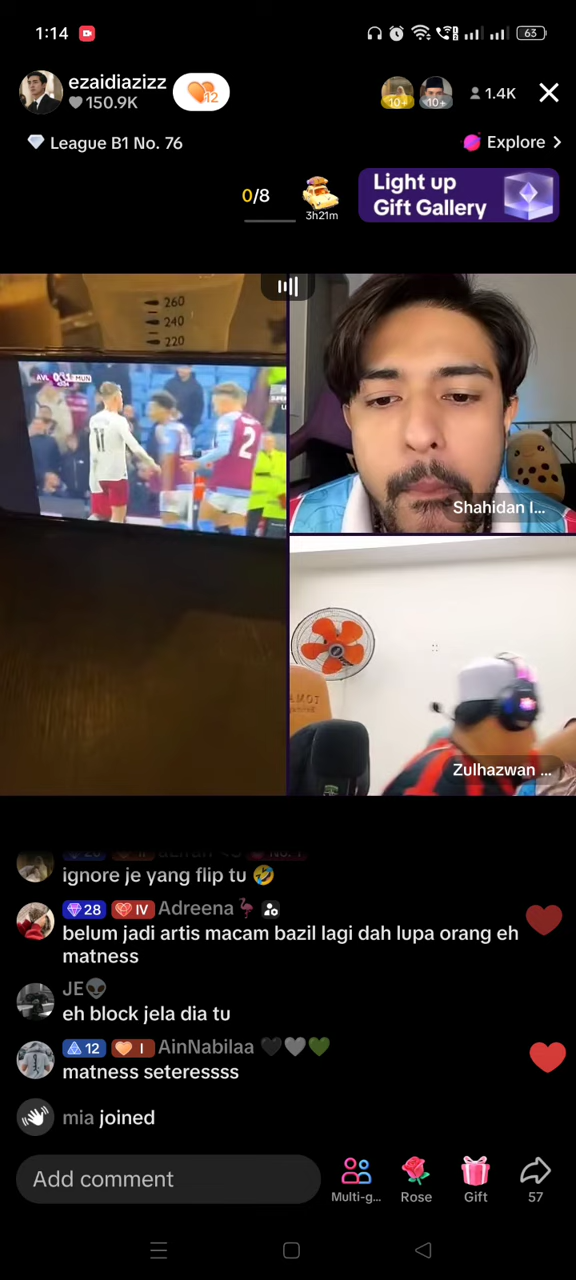 1:14
63
ezaidiazizz
150.9K
12
10+
10+
1.4K
League B1 No. 76
Explore
0/8
3h21m
Light up
Gift Gallery
260
240
220
AVL
MUN
11
2
Shahidan I...
Zulhazwan ...
ignore je yang flip tu 🤣
28 IV Adreena🦩
belum jadi artis macam bazil lagi dah lupa orang eh
matness
JE👽
eh block jela dia tu
12 I AinNabilaa 🖤🤍💚
matness seteressss
mia joined
Add comment
Multi-g...
Rose
Gift
57